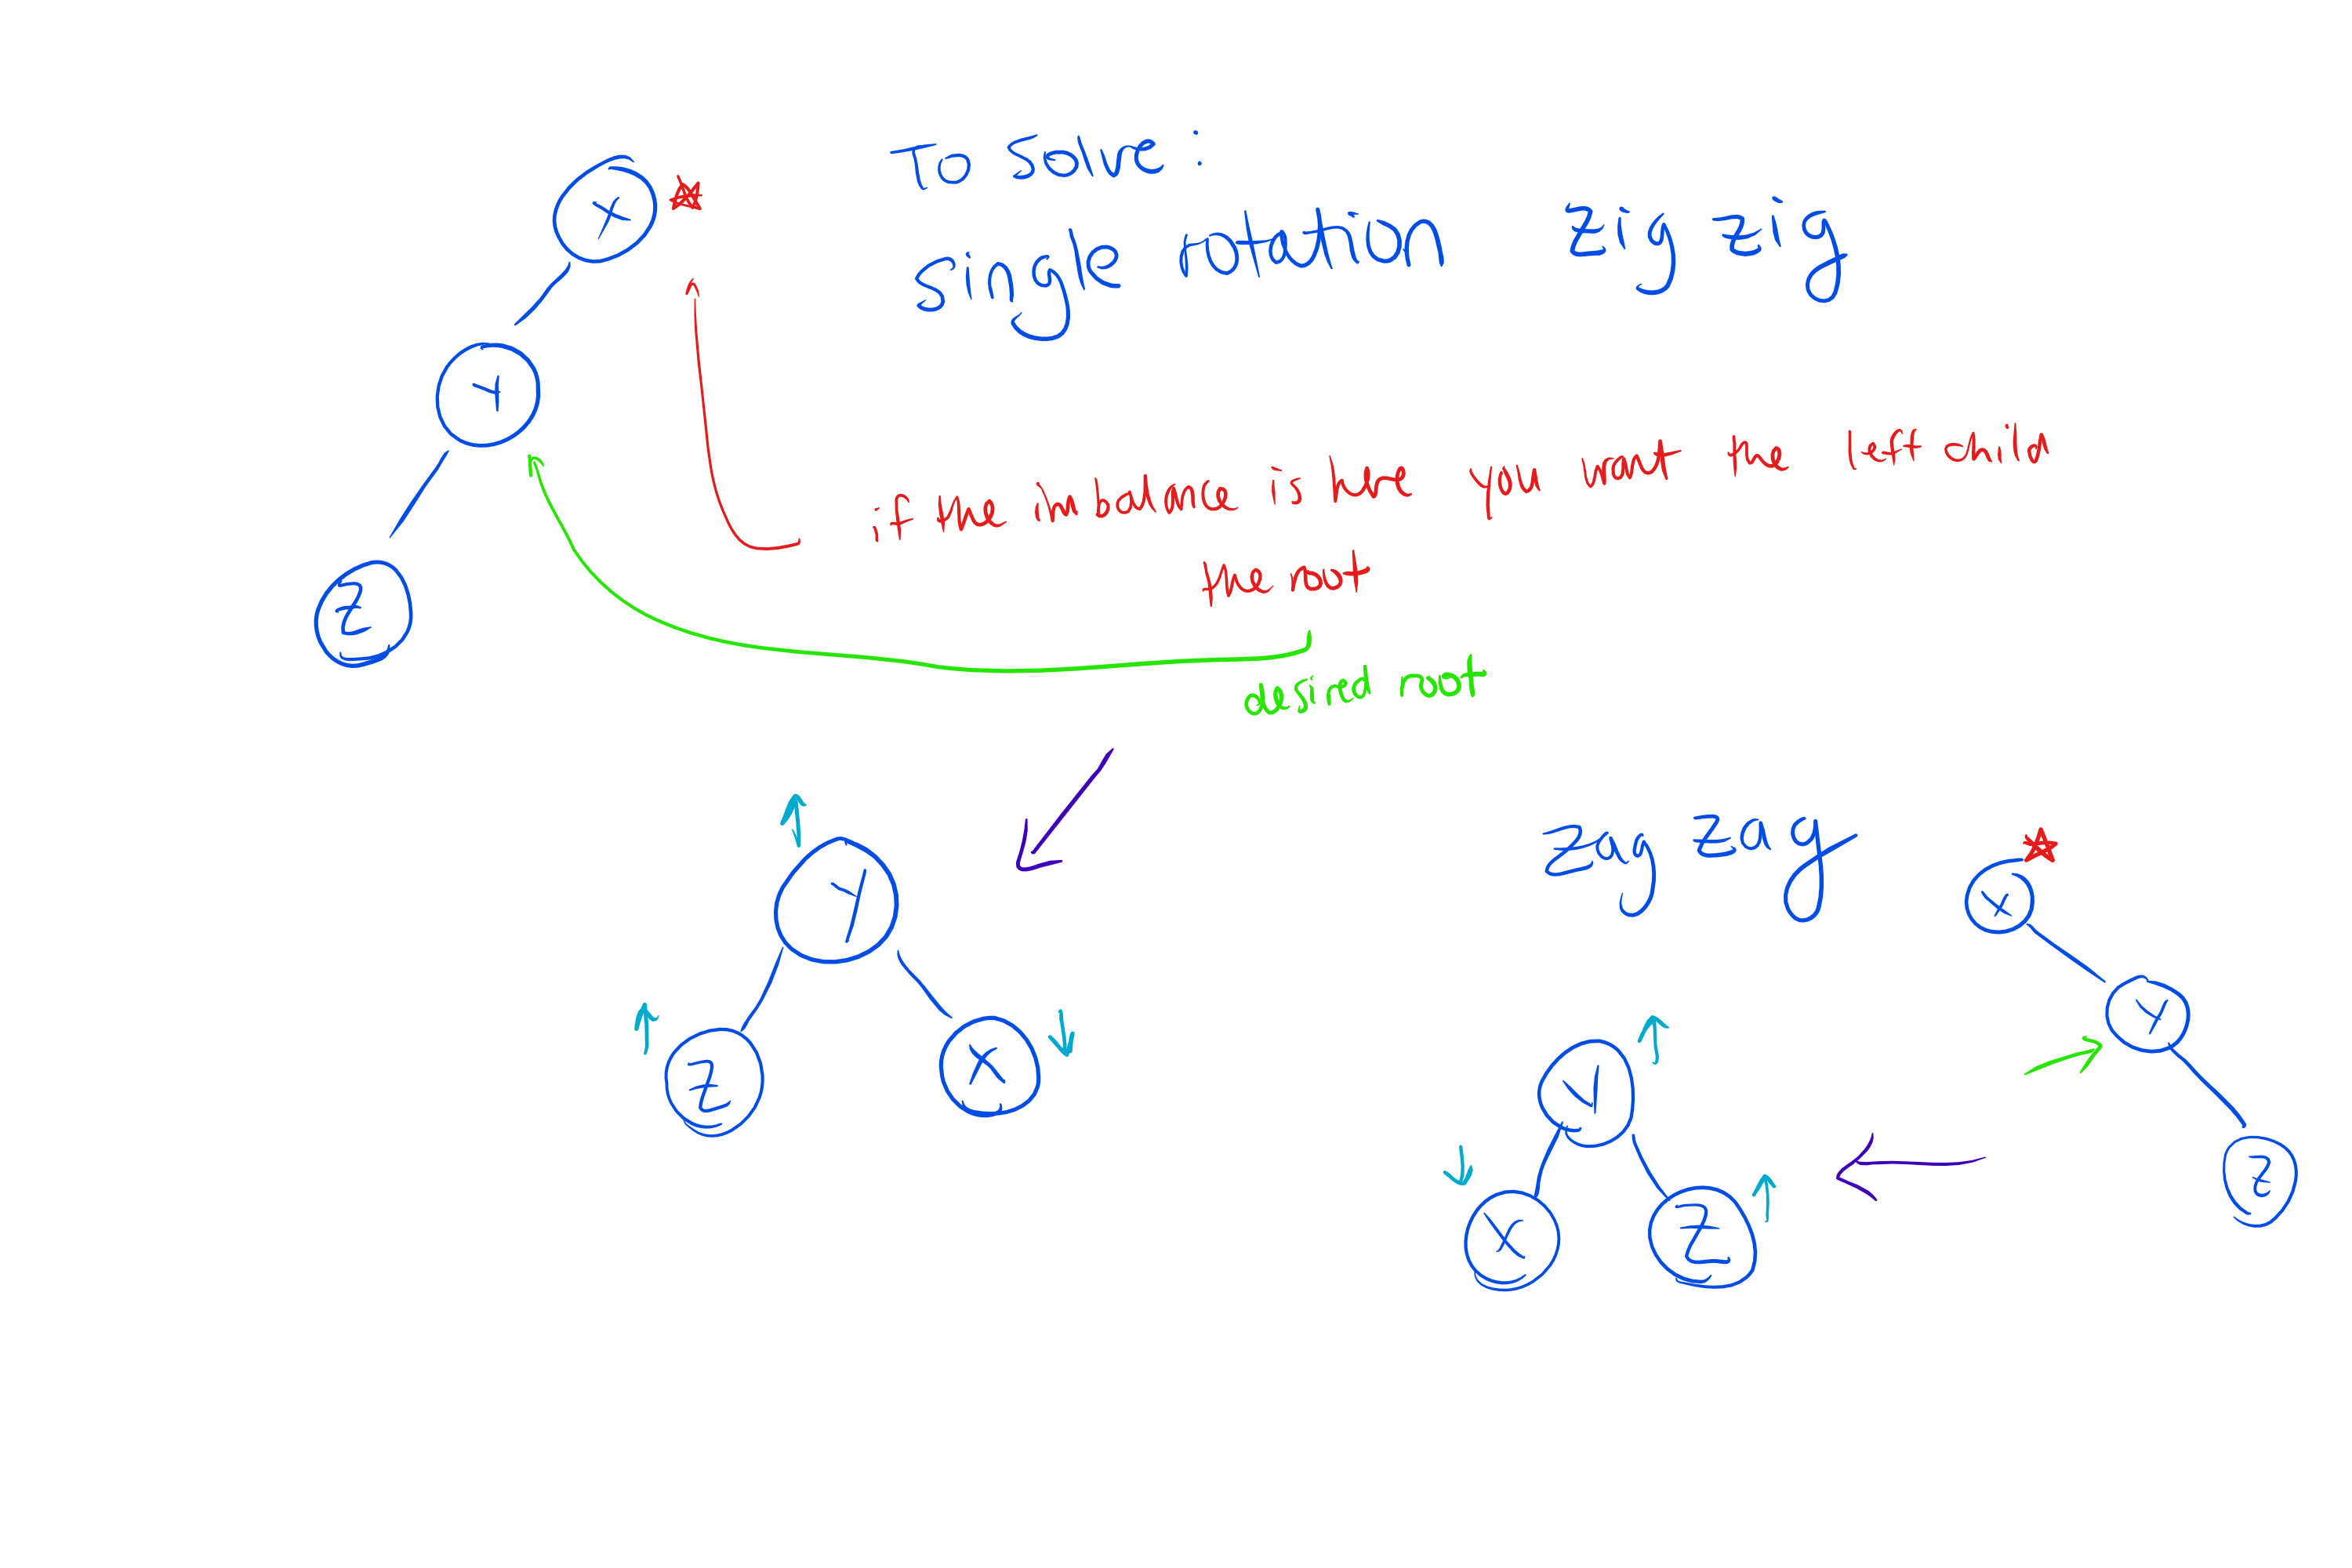 To Solve :
single rotation
zig zig
X
Y
Z
if the inbalance is here you want the left child
the root
desired root
Y
Z
X
zag zag
X
Y
Z
Y
X
Z